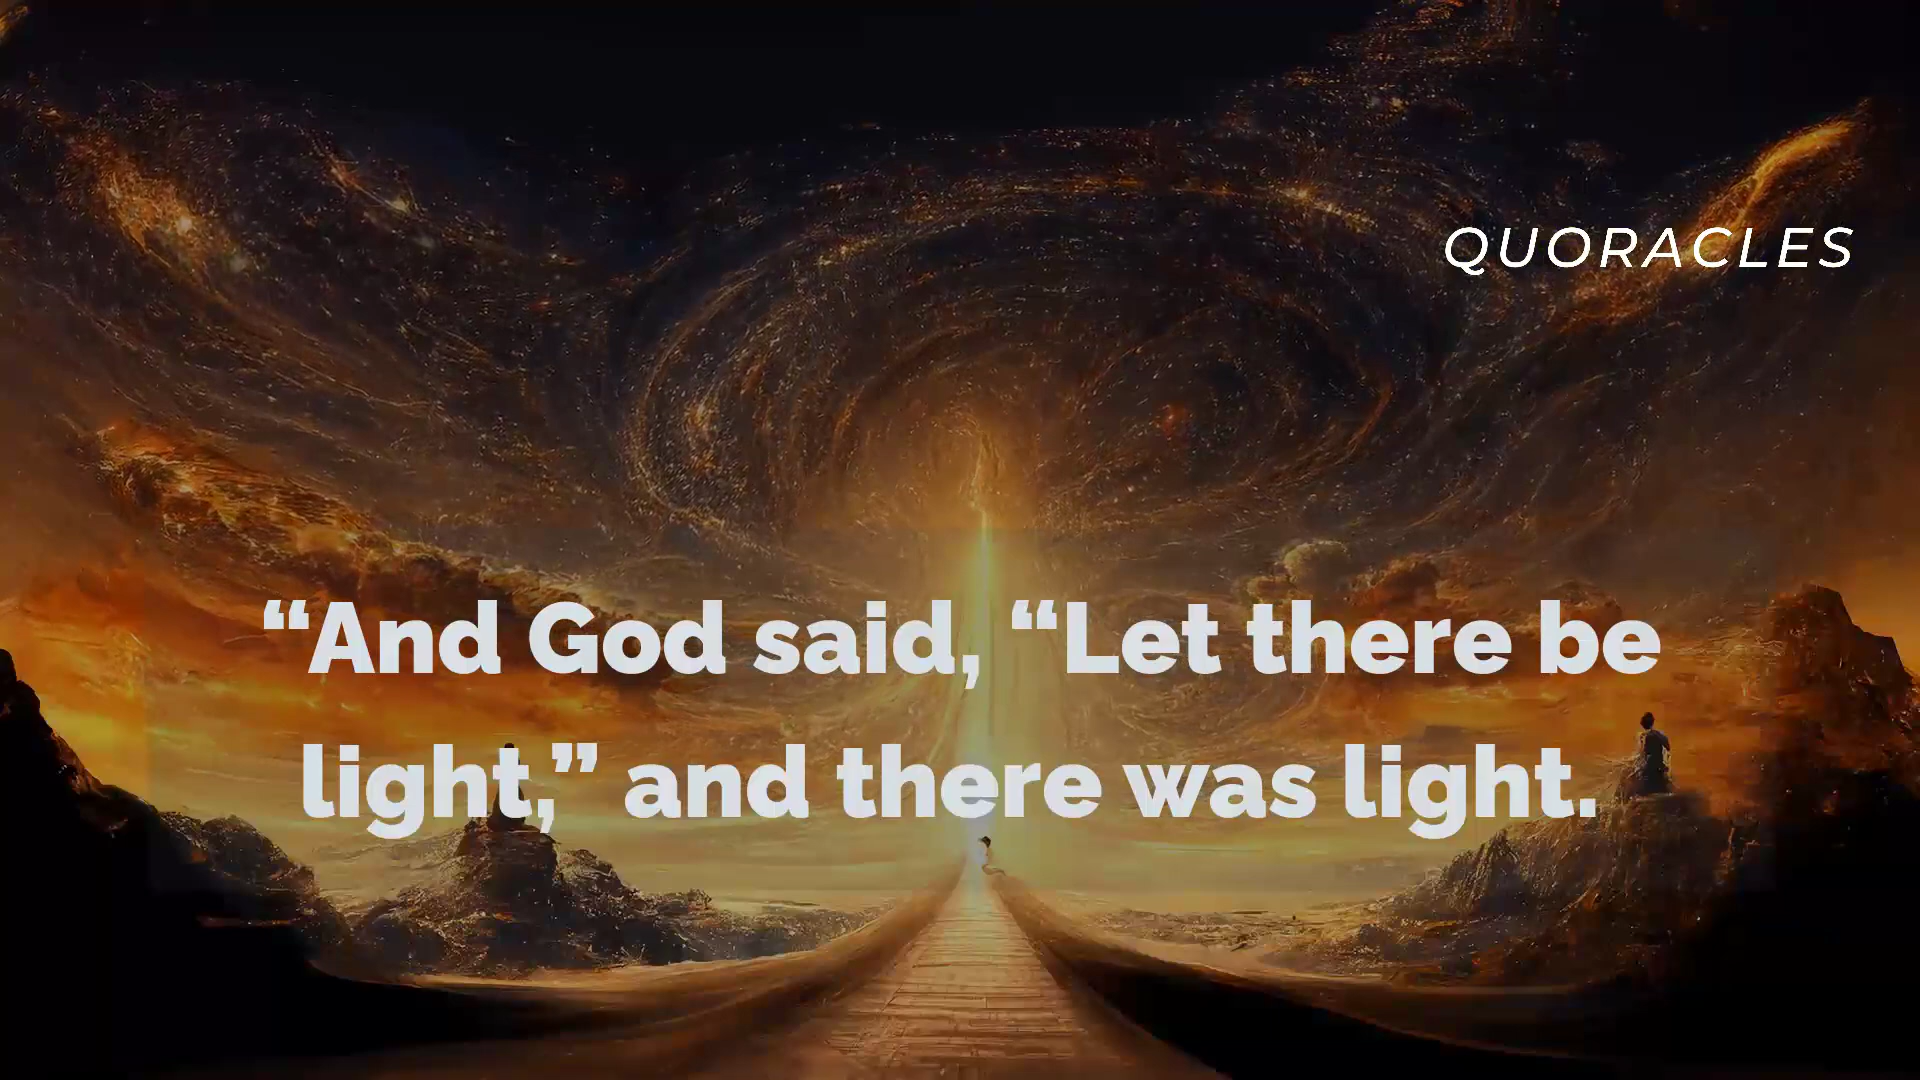 QUORACLES
“And God said, “Let there be
light,” and there was light.